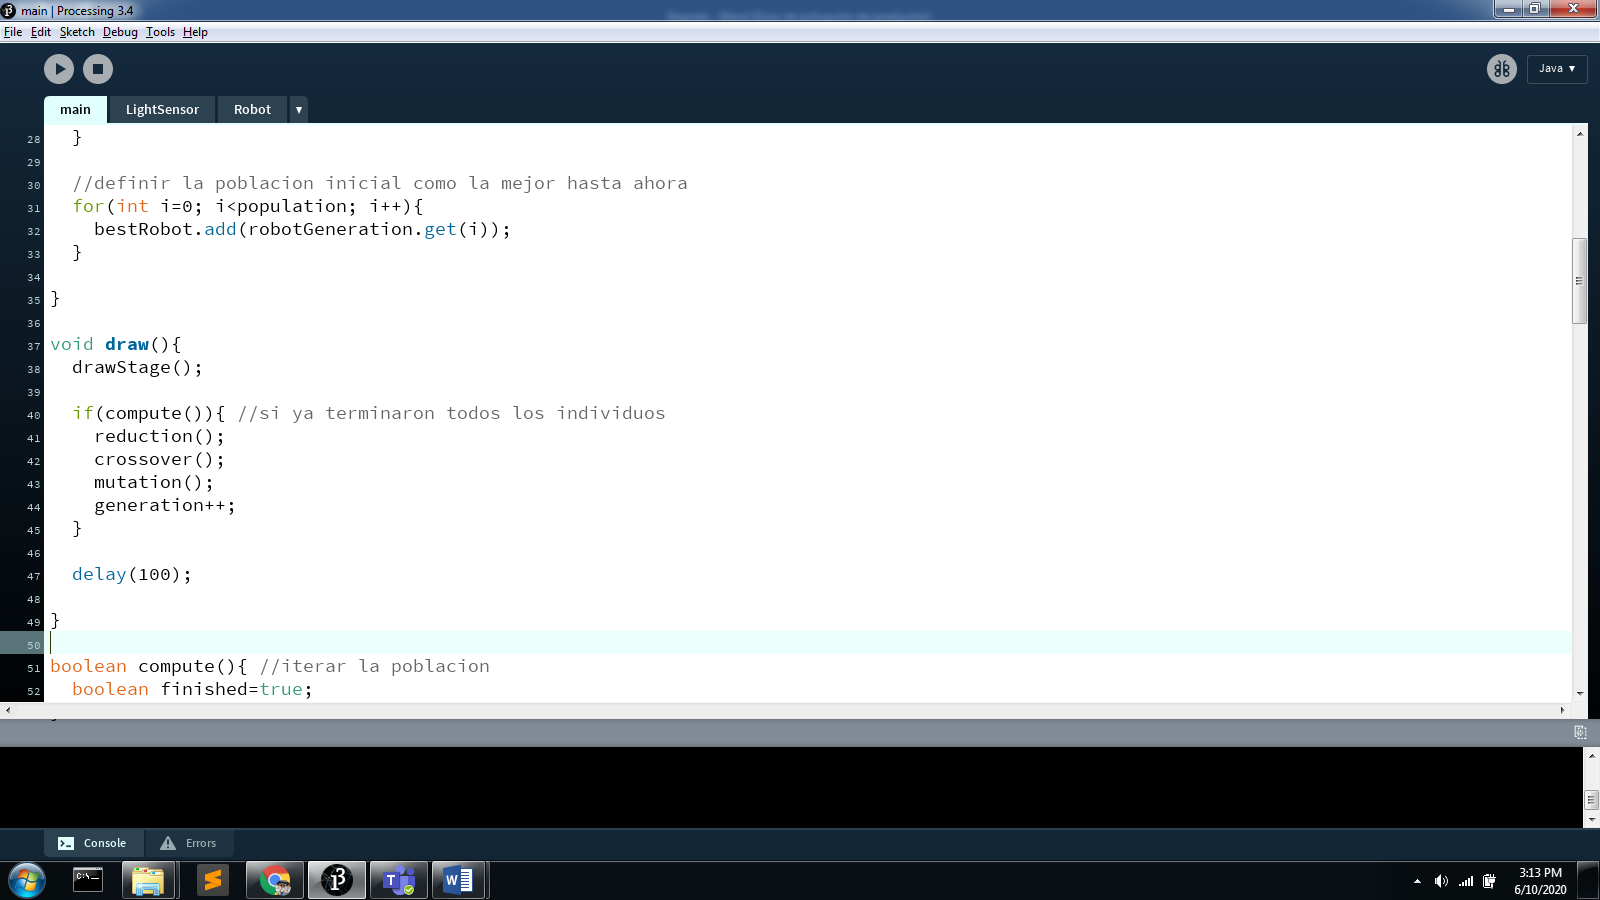 main | Processing 3.4
File Edit Sketch Debug Tools Help
Java ▼
main LightSensor Robot ▼
28   }
29
30   //definir la poblacion inicial como la mejor hasta ahora
31   for(int i=0; i<population; i++){
32     bestRobot.add(robotGeneration.get(i));
33   }
34
35 }
36
37 void draw(){
38   drawStage();
39
40   if(compute()){ //si ya terminaron todos los individuos
41     reduction();
42     crossover();
43     mutation();
44     generation++;
45   }
46
47   delay(100);
48
49 }
50
51 boolean compute(){ //iterar la poblacion
52   boolean finished=true;
Console Errors
3:13 PM
6/10/2020